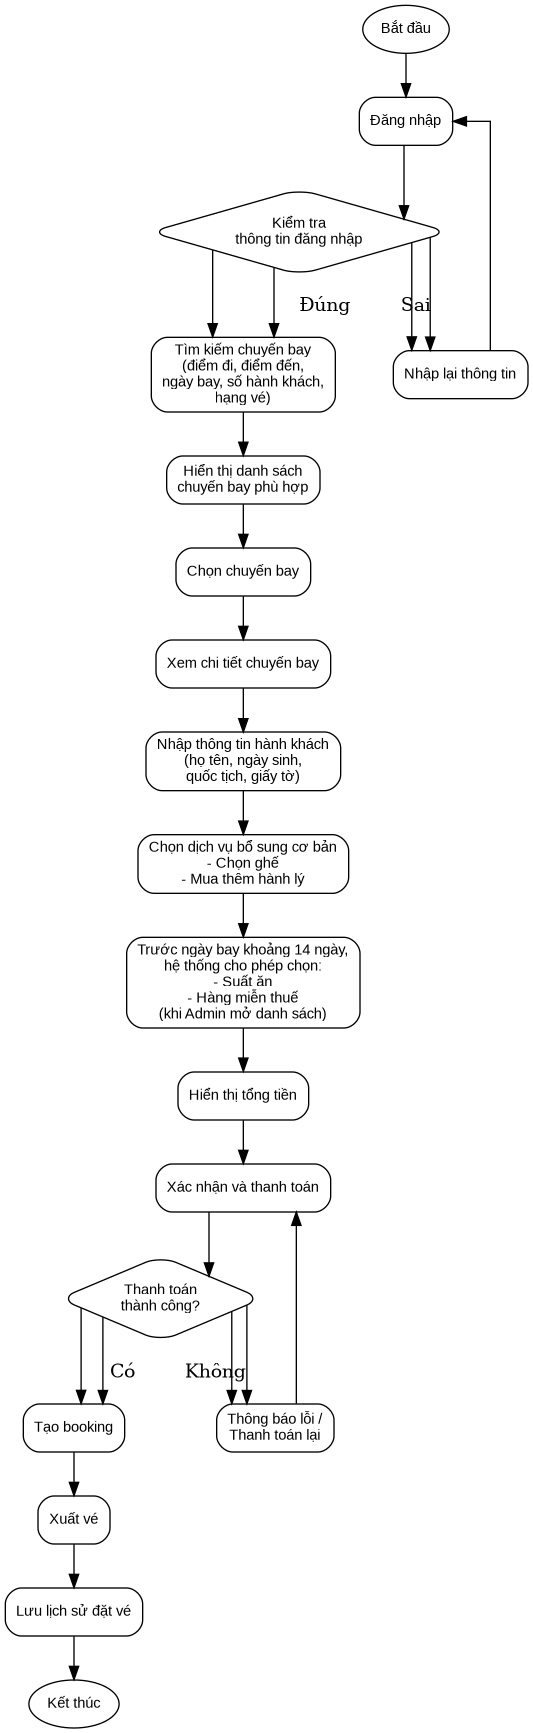 Bắt đầu
Đăng nhập
Kiểm tra
thông tin đăng nhập
Đúng
Sai
Tìm kiếm chuyến bay
(điểm đi, điểm đến,
ngày bay, số hành khách,
hạng vé)
Nhập lại thông tin
Hiển thị danh sách
chuyến bay phù hợp
Chọn chuyến bay
Xem chi tiết chuyến bay
Nhập thông tin hành khách
(họ tên, ngày sinh,
quốc tịch, giấy tờ)
Chọn dịch vụ bổ sung cơ bản
- Chọn ghế
- Mua thêm hành lý
Trước ngày bay khoảng 14 ngày,
hệ thống cho phép chọn:
- Suất ăn
- Hàng miễn thuế
(khi Admin mở danh sách)
Hiển thị tổng tiền
Xác nhận và thanh toán
Thanh toán
thành công?
Có
Không
Tạo booking
Thông báo lỗi /
Thanh toán lại
Xuất vé
Lưu lịch sử đặt vé
Kết thúc